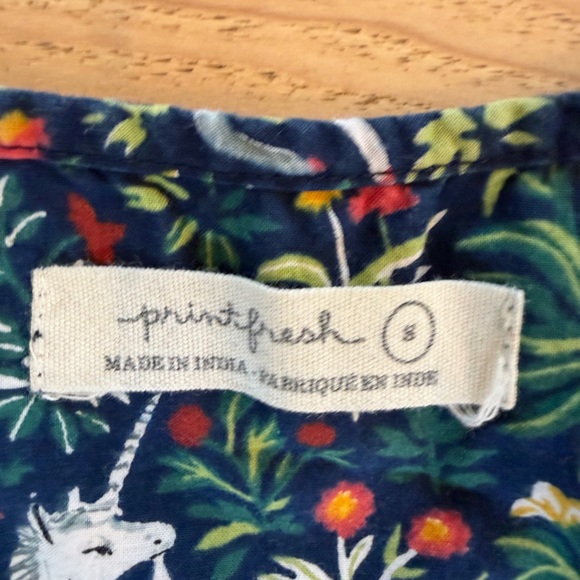 printfresh S
MADE IN INDIA · FABRIQUÉ EN INDE